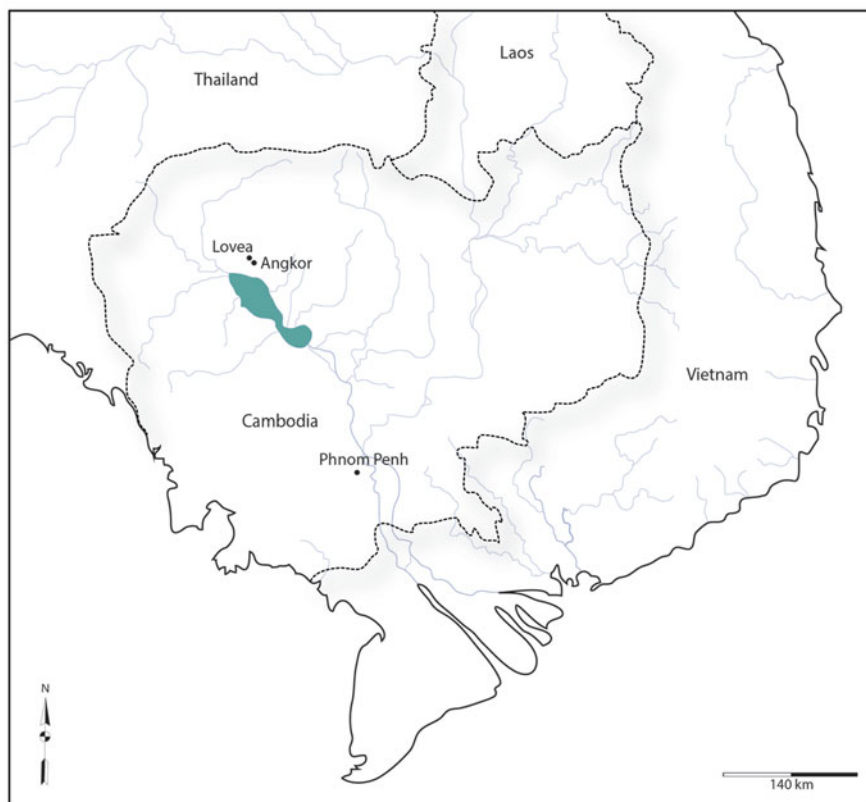 Laos
Thailand
Lovea
Angkor
Vietnam
Cambodia
Phnom Penh
N
140 km